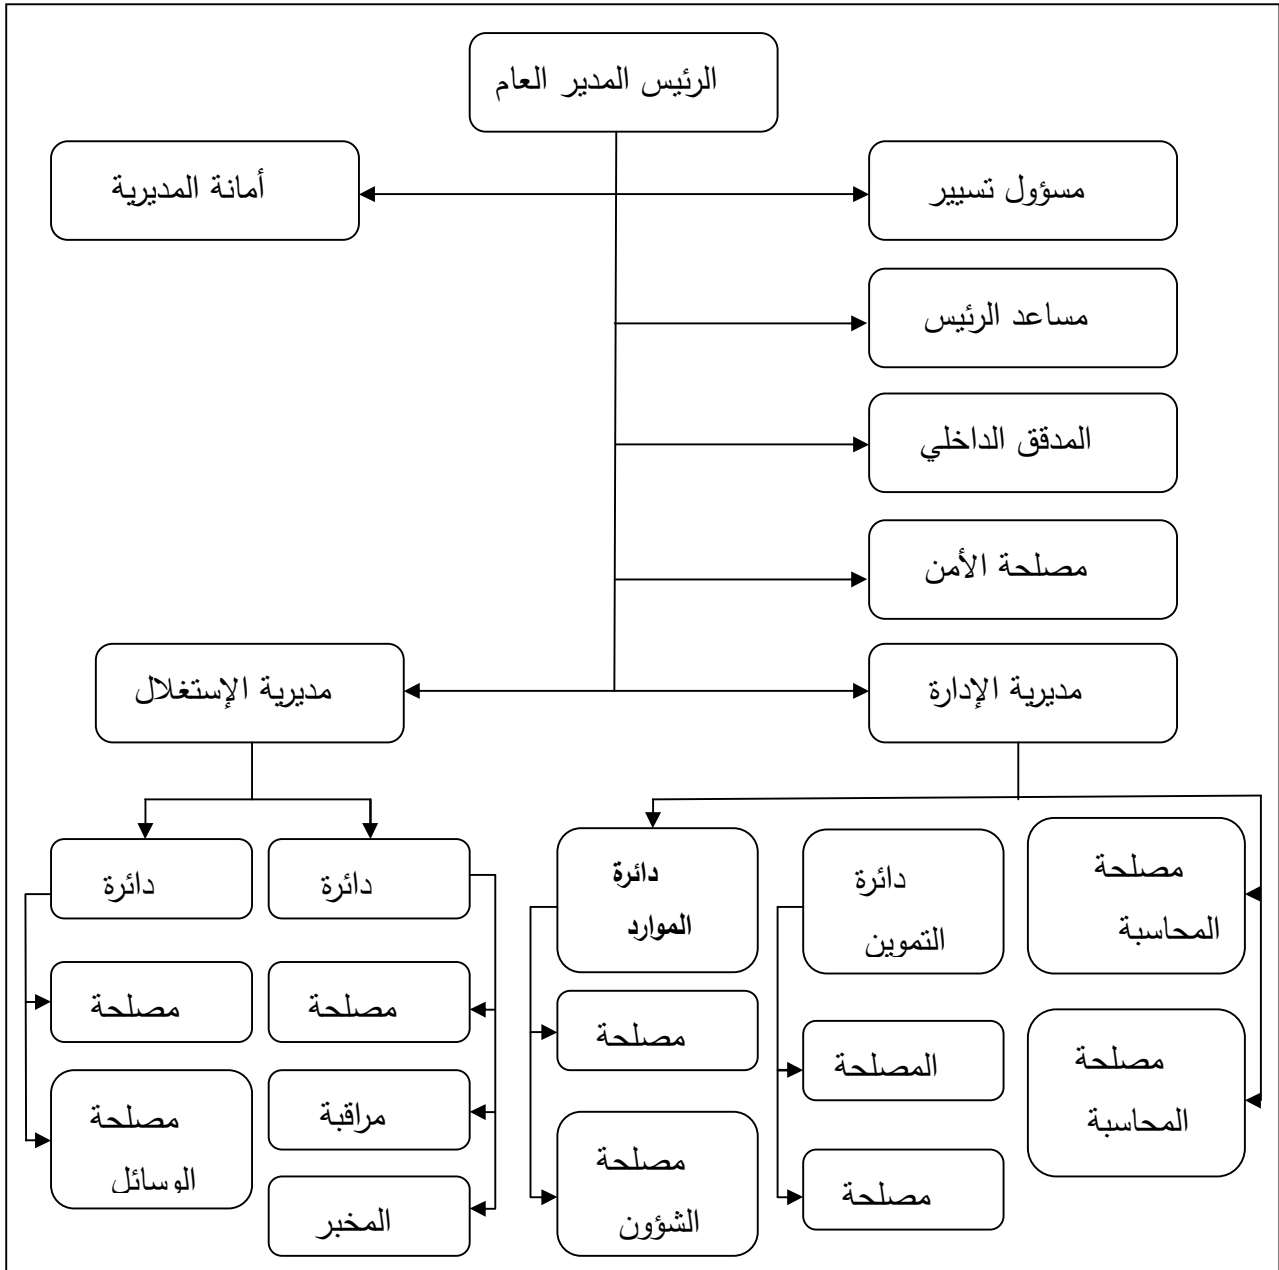 الرئيس المدير العام
مسؤول تسيير
أمانة المديرية
مساعد الرئيس
المدقق الداخلي
مصلحة الأمن
مديرية الإدارة
مديرية الإستغلال
مصلحة
المحاسبة
دائرة
التموين
دائرة
الموارد
دائرة
دائرة
مصلحة
المحاسبة
المصلحة
مصلحة
مصلحة
مصلحة
الشؤون
مصلحة
مراقبة
المخبر
مصلحة
مصلحة
الوسائل